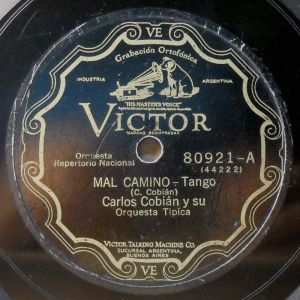 VE
Grabación Ortofónica
INDUSTRIA
ARGENTINA
"HIS MASTER'S VOICE"
VICTOR
MARCAS REGISTRADAS
Orquesta
Repertorio Nacional
80921-A
(44222)
MAL CAMINO – Tango
(C. Cobián)
Carlos Cobián y su
Orquesta Típica
VICTOR TALKING MACHINE CO.
SUCURSAL ARGENTINA,
BUENOS AIRES
VE